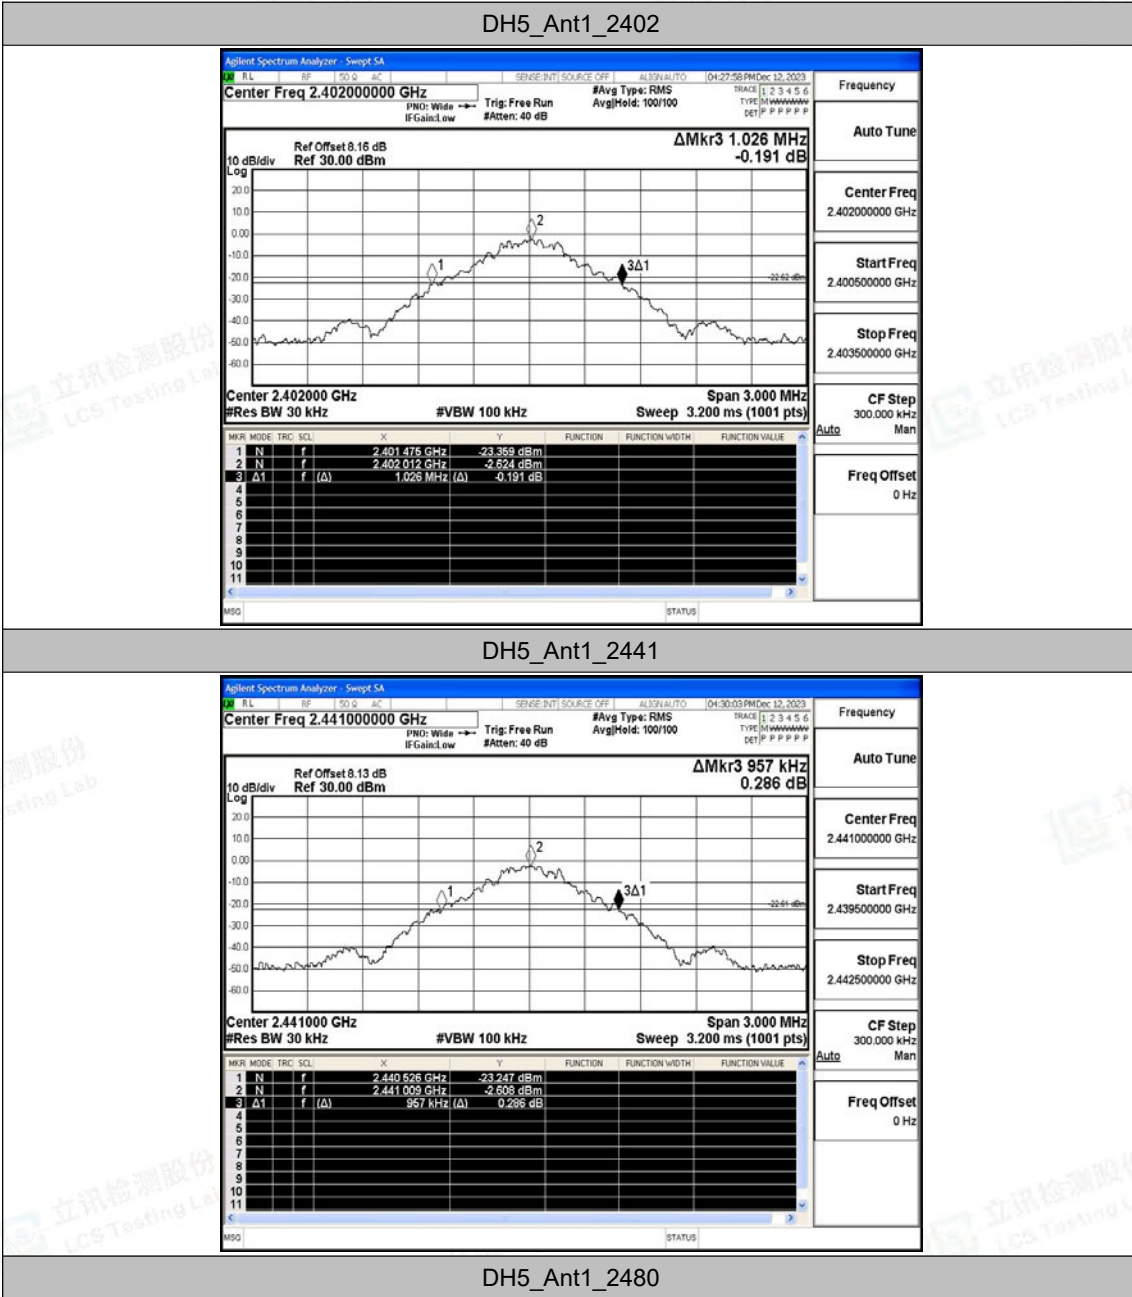 DH5_Ant1_2402
Agilent Spectrum Analyzer - Swept SA
RL RF 50 Ω AC SENSE:INT SOURCE OFF ALIGN AUTO 04:27:58 PM Dec 12, 2023
Center Freq 2.402000000 GHz
PNO: Wide
IFGain:Low
Trig: Free Run
#Atten: 40 dB
#Avg Type: RMS
Avg|Hold: 100/100
TRACE 1 2 3 4 5 6
TYPE M WWWWW
DET P P P P P P
Ref Offset 8.16 dB
10 dB/div Ref 30.00 dBm
ΔMkr3 1.026 MHz
-0.191 dB
Log
20.0
10.0
0.00
-10.0
-20.0
-30.0
-40.0
-50.0
-60.0
1
2
3Δ1
-22.62 dBm
Center 2.402000 GHz Span 3.000 MHz
#Res BW 30 kHz #VBW 100 kHz Sweep 3.200 ms (1001 pts)
MKR MODE TRC SCL X Y FUNCTION FUNCTION WIDTH FUNCTION VALUE
1 N f 2.401 475 GHz -23.359 dBm
2 N f 2.402 012 GHz -2.624 dBm
3 Δ1 f (Δ) 1.026 MHz (Δ) -0.191 dB
4
5
6
7
8
9
10
11
MSG STATUS
Frequency
Auto Tune
Center Freq
2.402000000 GHz
Start Freq
2.400500000 GHz
Stop Freq
2.403500000 GHz
CF Step
300.000 kHz
Auto Man
Freq Offset
0 Hz
立讯检测股份
LCS Testing Lab
DH5_Ant1_2441
Agilent Spectrum Analyzer - Swept SA
RL RF 50 Ω AC SENSE:INT SOURCE OFF ALIGN AUTO 04:30:03 PM Dec 12, 2023
Center Freq 2.441000000 GHz
PNO: Wide
IFGain:Low
Trig: Free Run
#Atten: 40 dB
#Avg Type: RMS
Avg|Hold: 100/100
TRACE 1 2 3 4 5 6
TYPE M WWWWW
DET P P P P P P
Ref Offset 8.13 dB
10 dB/div Ref 30.00 dBm
ΔMkr3 957 kHz
0.286 dB
Log
20.0
10.0
0.00
-10.0
-20.0
-30.0
-40.0
-50.0
-60.0
1
2
3Δ1
-22.61 dBm
Center 2.441000 GHz Span 3.000 MHz
#Res BW 30 kHz #VBW 100 kHz Sweep 3.200 ms (1001 pts)
MKR MODE TRC SCL X Y FUNCTION FUNCTION WIDTH FUNCTION VALUE
1 N f 2.440 526 GHz -23.247 dBm
2 N f 2.441 009 GHz -2.608 dBm
3 Δ1 f (Δ) 957 kHz (Δ) 0.286 dB
4
5
6
7
8
9
10
11
MSG STATUS
Frequency
Auto Tune
Center Freq
2.441000000 GHz
Start Freq
2.439500000 GHz
Stop Freq
2.442500000 GHz
CF Step
300.000 kHz
Auto Man
Freq Offset
0 Hz
立讯检测股份
LCS Testing Lab
DH5_Ant1_2480